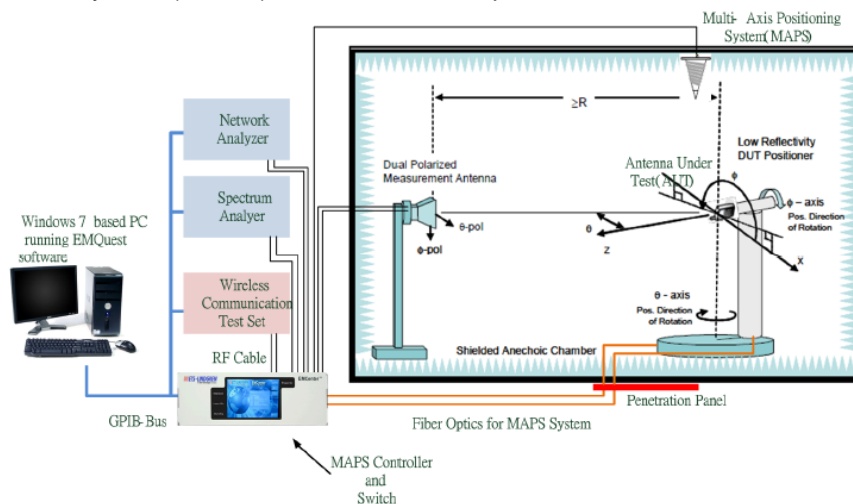 Multi- Axis Positioning
System(MAPS)
Network
Analyzer
≥R
Low Reflectivity
DUT Positioner
Dual Polarized
Measurement Antenna
Antenna Under
Test(AUT)
ϕ
Spectrum
Analyer
ϕ - axis
Pos. Direction
of Rotation
Windows 7 based PC
running EMQuest
software
θ-pol
ϕ-pol
θ
Z
X
Wireless
Communication
Test Set
θ - axis
Pos. Direction
of Rotation
RF Cable
Shielded Anechoic Chamber
GPIB-Bus
Fiber Optics for MAPS System
Penetration Panel
MAPS Controller
and
Switch